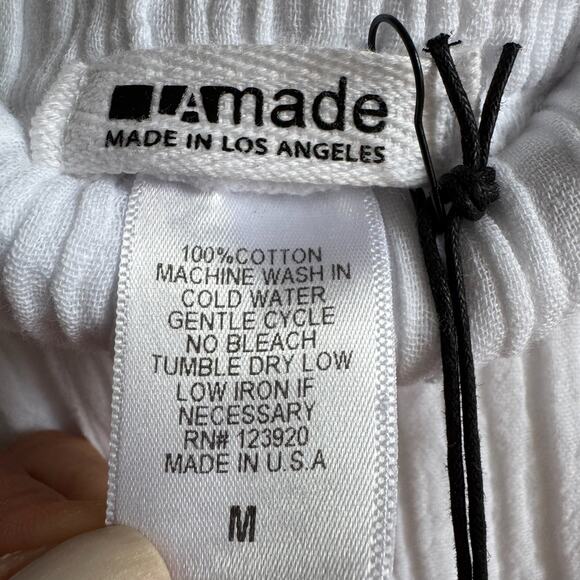 LAmade
MADE IN LOS ANGELES
100%COTTON
MACHINE WASH IN
COLD WATER
GENTLE CYCLE
NO BLEACH
TUMBLE DRY LOW
LOW IRON IF
NECESSARY
RN# 123920
MADE IN U.S.A
M